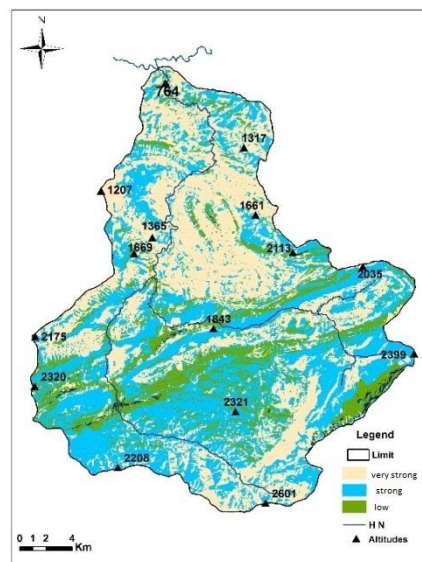 N
764
1317
1207
1661
1365
1669
2113
2035
1843
2175
2399
2320
2321
2208
2601
Legend
Limit
very strong
strong
low
H N
Altitudes
0 1 2 4
Km